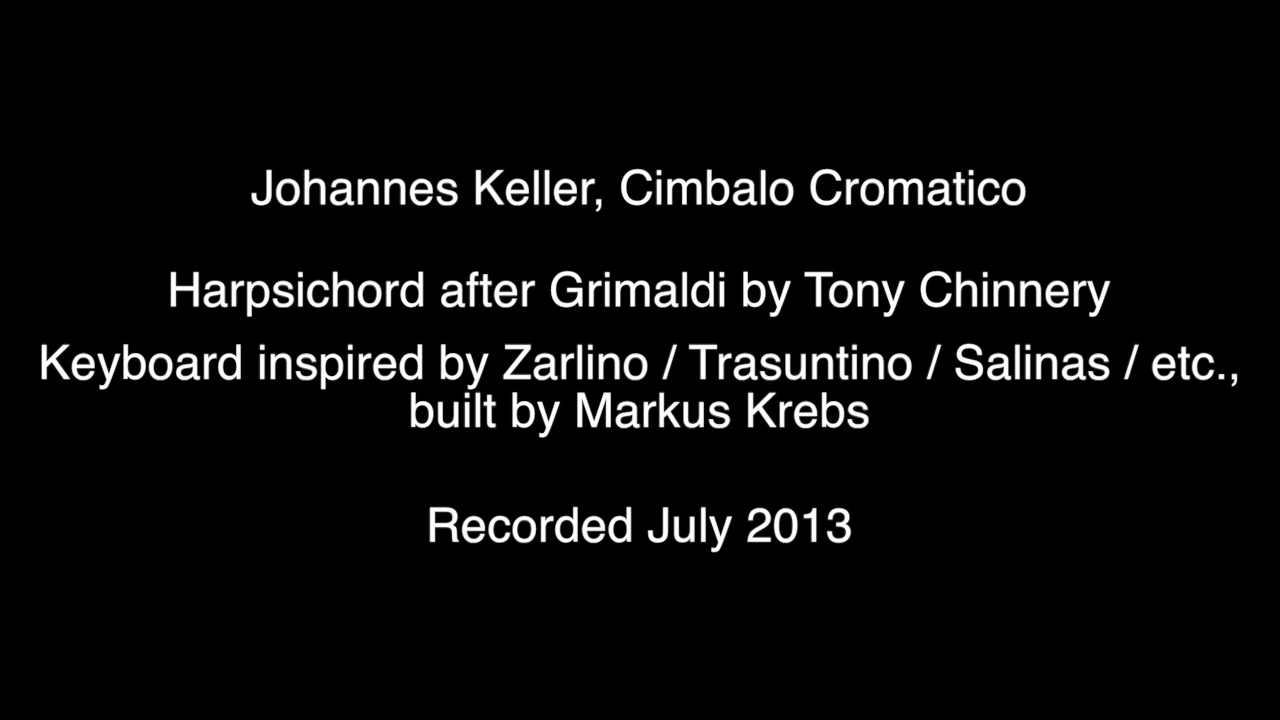 Johannes Keller, Cimbalo Cromatico
Harpsichord after Grimaldi by Tony Chinnery
Keyboard inspired by Zarlino / Trasuntino / Salinas / etc.,
built by Markus Krebs
Recorded July 2013